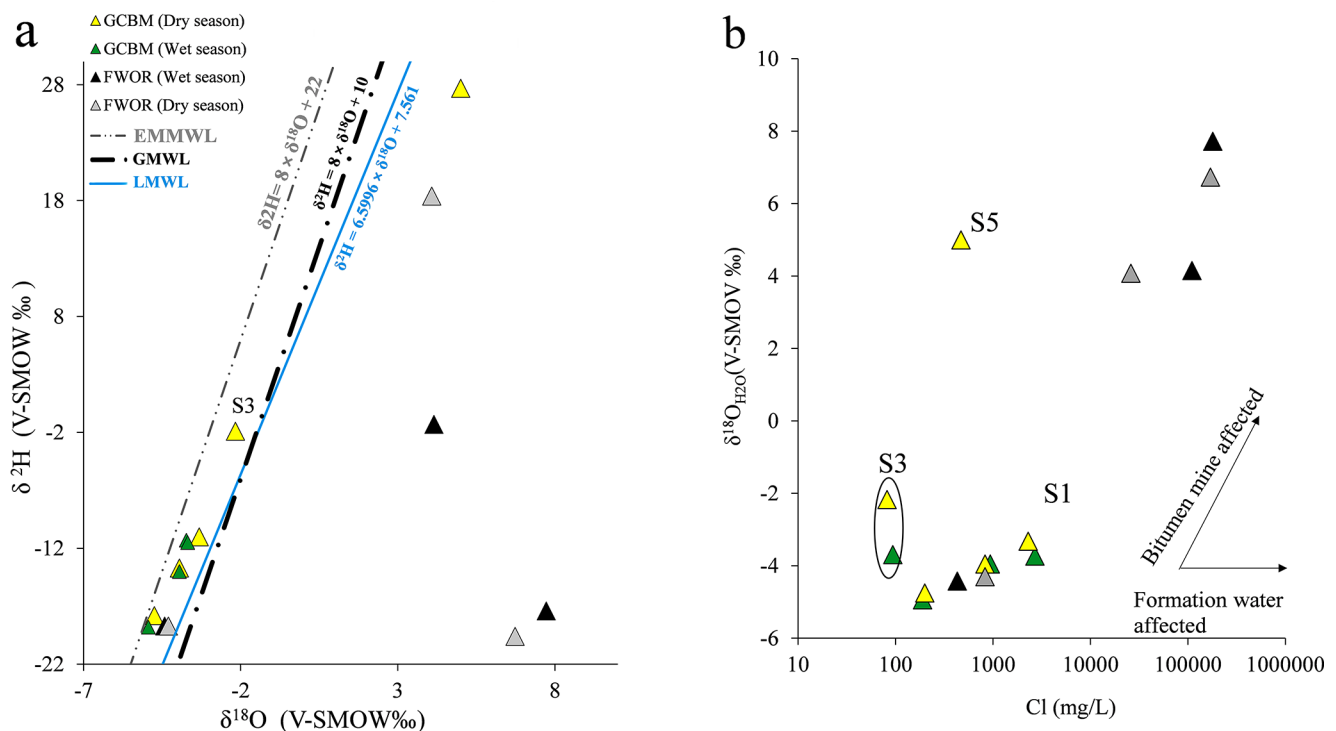 a
GCBM (Dry season)
GCBM (Wet season)
FWOR (Wet season)
FWOR (Dry season)
EMMWL
GMWL
LMWL
δ2H= 8 × δ¹⁸O + 22
δ²H = 8 × δ¹⁸O + 10
δ²H = 6.5996 × δ¹⁸O + 7.561
28
18
8
-2
-12
-22
δ ²H (V-SMOW ‰)
S3
-7
-2
3
8
δ¹⁸O (V-SMOW‰)
b
10
8
6
4
2
0
-2
-4
-6
δ¹⁸O_H2O(V-SMOV ‰)
S5
S3
S1
Bitumen mine affected
Formation water
affected
10
100
1000
10000
100000
1000000
Cl (mg/L)